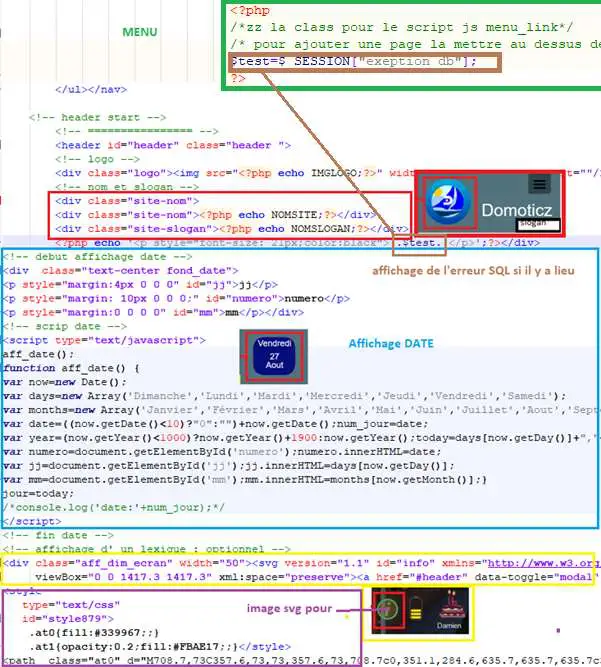 MENU
<?php
/*zz la class pour le script js menu_link*/
/* pour ajouter une page la mettre au dessus de
$test=$_SESSION["exeption_db"];
?>
</ul></nav>
<!-- header start -->
<!-- ================ -->
<header id="header" class="header ">
<!-- logo -->
<div class="logo"><img src="<?php echo IMGLOGO;?>" widt
=""/
<!-- nom et slogan -->
<div class="site-nom">
<div class="site-nom"><?php echo NOMSITE;?></div>
<div class="site-slogan"><?php echo NOMSLOGAN;?></div>
Domoticz
slogan
<?php echo '<p style="font-size: 21px;color:black">'.$test.'</p>';?></div>
<!-- debut affichage date -->
affichage de l'erreur SQL si il y a lieu
<div  class="text-center fond_date">
<p style="margin:4px 0 0 0" id="jj">jj</p>
<p style="margin: 10px 0 0 0;" id="numero">numero</p>
<p style="margin:0 0 0 0" id="mm">mm</p></div>
<!-- scrip date -->
<script type="text/javascript">
Vendredi
27
Aout
Affichage DATE
aff_date();
function aff_date() {
var now=new Date();
var days=new Array('Dimanche','Lundi','Mardi','Mercredi','Jeudi','Vendredi','Samedi');
var months=new Array('Janvier','Février','Mars','Avril','Mai','Juin','Juillet','Aout','Sept
var date=((now.getDate()<10)?"0":"")+now.getDate();num_jour=date;
var year=(now.getYear()<1000)?now.getYear()+1900:now.getYear();today=days[now.getDay()]+",
var numero=document.getElementById('numero');numero.innerHTML=date;
var jj=document.getElementById('jj');jj.innerHTML=days[now.getDay()];
var mm=document.getElementById('mm');mm.innerHTML=months[now.getMonth()];}
jour=today;
/*console.log('date:'+num_jour);*/
</script>
<!-- fin date -->
<!-- affichage d' un lexique : optionnel -->
<div class="aff_dim_ecran" width="50"><svg version="1.1" id="info" xmlns="http://www.w3.org
viewBox="0 0 1417.3 1417.3" xml:space="preserve"><a href="#header" data-toggle="modal"
<style
type="text/css"
id="style879">
.at0{fill:#339967;;}
.at1{opacity:0.2;fill:#FBAE17;;}</style>
image svg pour
Damien
<path  class="at0" d="M708.7,73C357.6,73,73,357.6,73,708.7c0,351.1,284.6,635.7,635.7,635.7c